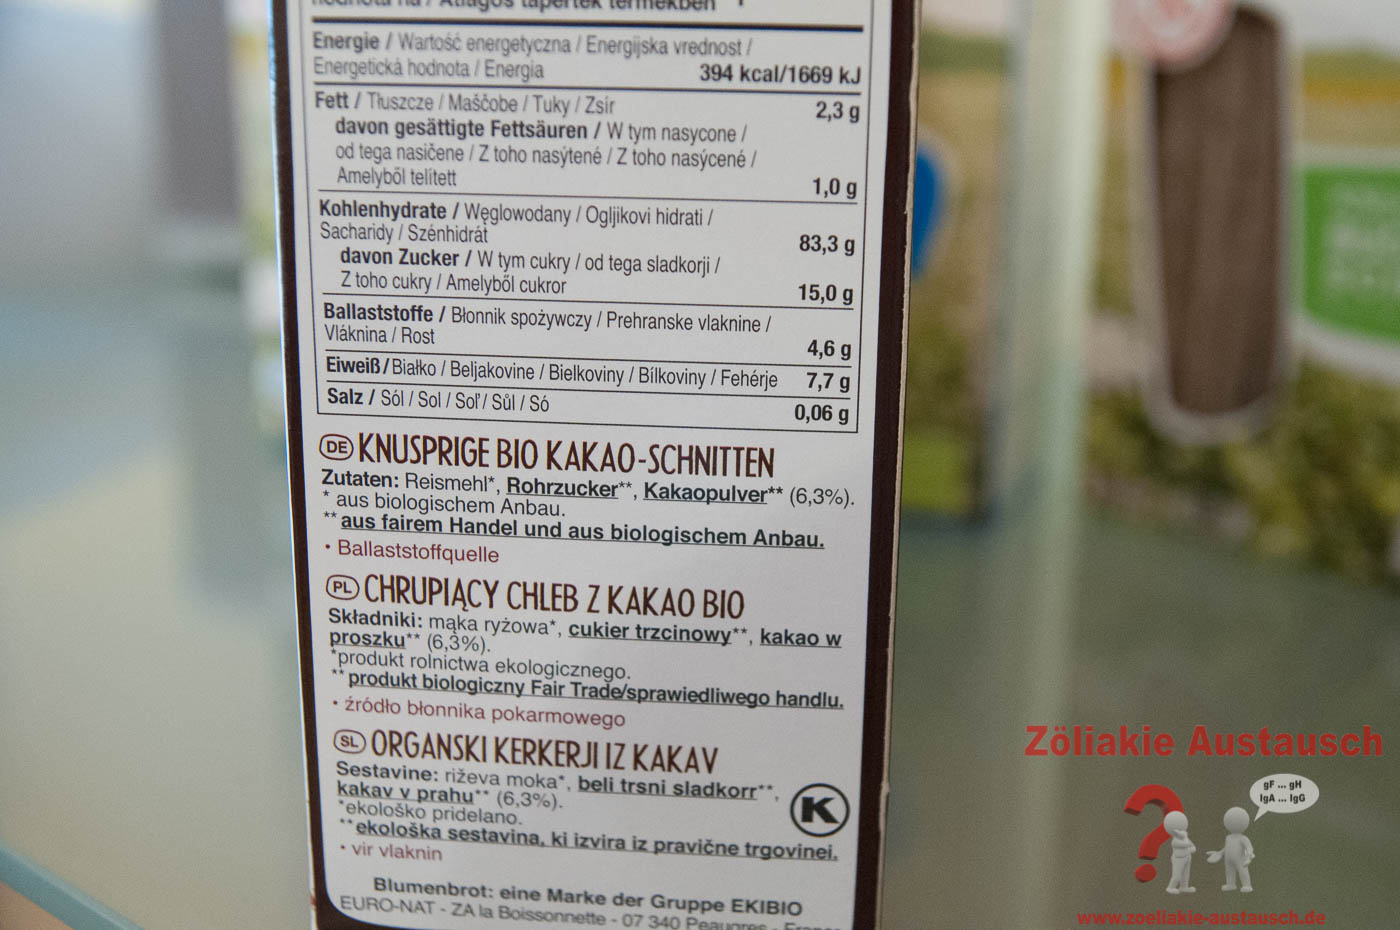 hodnota na / Átlagos tápérték termékben
Energie / Wartość energetyczna / Energijska vrednost /
Energetická hodnota / Energia
394 kcal/1669 kJ
Fett / Tłuszcze / Maščobe / Tuky / Zsír
2,3 g
davon gesättigte Fettsäuren / W tym nasycone /
od tega nasičene / Z toho nasýtené / Z toho nasýcené /
Amelyből telített
1,0 g
Kohlenhydrate / Węglowodany / Ogljikovi hidrati /
Sacharidy / Szénhidrát
83,3 g
davon Zucker / W tym cukry / od tega sladkorji /
Z toho cukry / Amelyből cukror
15,0 g
Ballaststoffe / Błonnik spożywczy / Prehranske vlaknine /
Vláknina / Rost
4,6 g
Eiweiß / Białko / Beljakovine / Bielkoviny / Bílkoviny / Fehérje 7,7 g
Salz / Sól / Sol / Soľ / Sůl / Só
0,06 g
DE KNUSPRIGE BIO KAKAO-SCHNITTEN
Zutaten: Reismehl*, Rohrzucker**, Kakaopulver** (6,3%).
* aus biologischem Anbau.
** aus fairem Handel und aus biologischem Anbau.
• Ballaststoffquelle
PL CHRUPIĄCY CHLEB Z KAKAO BIO
Składniki: mąka ryżowa*, cukier trzcinowy**, kakao w
proszku** (6,3%).
*produkt rolnictwa ekologicznego.
** produkt biologiczny Fair Trade/sprawiedliwego handlu.
• źródło błonnika pokarmowego
SL ORGANSKI KERKERJI IZ KAKAV
Sestavine: riževa moka*, beli trsni sladkorr**,
kakav v prahu** (6,3%).
*ekološko pridelano.
**ekološka sestavina, ki izvira iz pravične trgovinei.
• vir vlaknin
K
Blumenbrot: eine Marke der Gruppe EKIBIO
EURO-NAT - ZA la Boissonnette - 07 340 Peaugres - France
Zöliakie Austausch
gF ... gH
IgA ... IgG
?
www.zoeliakie-austausch.de